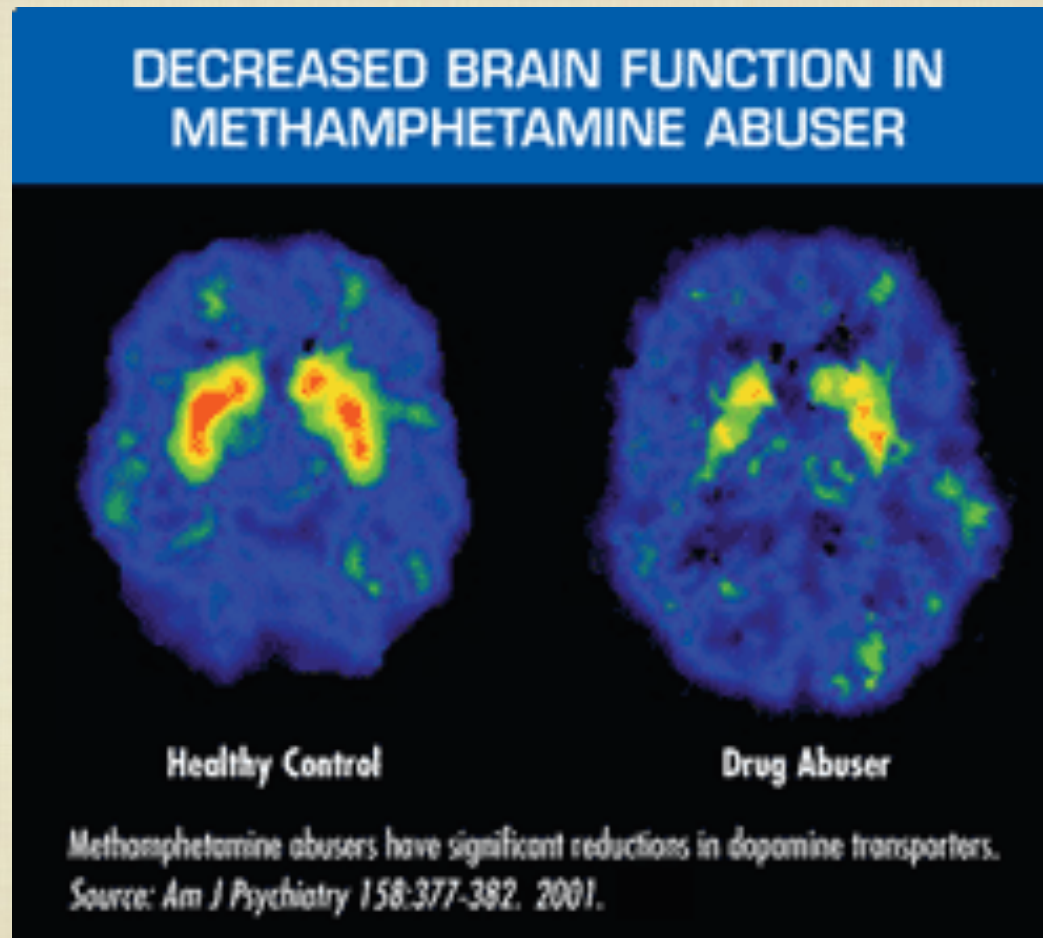 DECREASED BRAIN FUNCTION IN
METHAMPHETAMINE ABUSER
Healthy Control
Drug Abuser
Methamphetamine abusers have significant reductions in dopamine transporters.
Source: Am J Psychiatry 158:377-382. 2001.